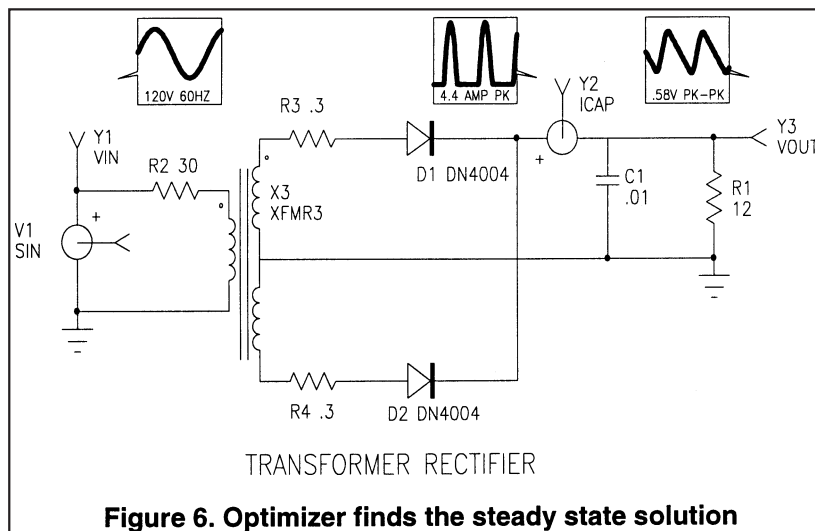 120V 60HZ
4.4 AMP PK
.58V PK-PK
Y1
VIN
R2 30
R3 .3
D1 DN4004
Y2
ICAP
+
Y3
VOUT
V1
SIN
+
X3
XFMR3
C1
.01
R1
12
R4 .3
D2 DN4004
TRANSFORMER RECTIFIER
Figure 6. Optimizer finds the steady state solution